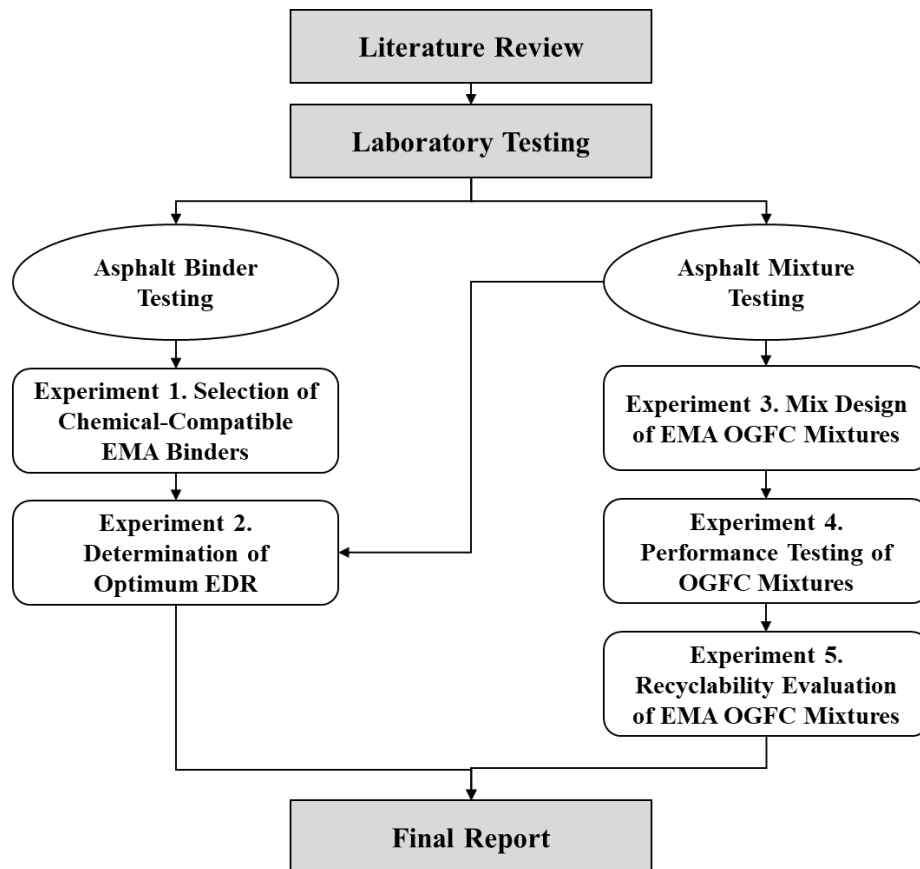 Literature Review
Laboratory Testing
Asphalt Binder
Testing
Asphalt Mixture
Testing
Experiment 1. Selection of
Chemical-Compatible
EMA Binders
Experiment 2.
Determination of
Optimum EDR
Experiment 3. Mix Design
of EMA OGFC Mixtures
Experiment 4.
Performance Testing of
OGFC Mixtures
Experiment 5.
Recyclability Evaluation
of EMA OGFC Mixtures
Final Report